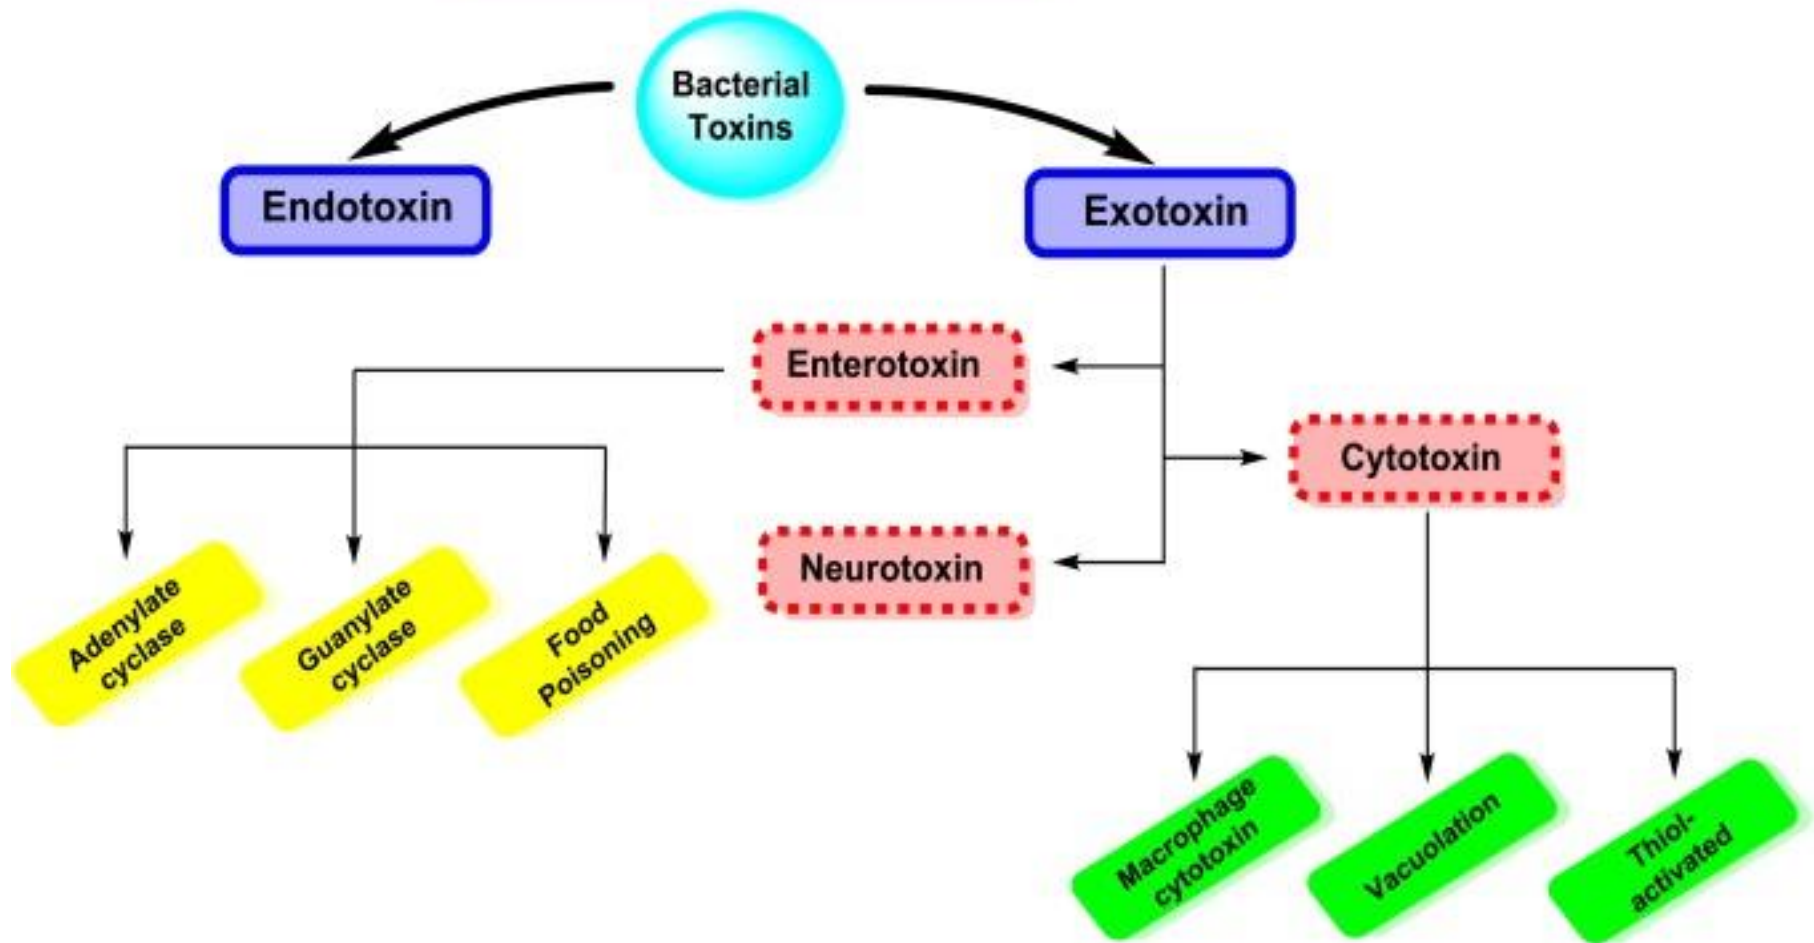 Bacterial
Toxins
Endotoxin
Exotoxin
Enterotoxin
Cytotoxin
Neurotoxin
Adenylate
cyclase
Guanylate
cyclase
Food
Poisoning
Macrophage
cytotoxin
Vacuolation
Thiol-
activated